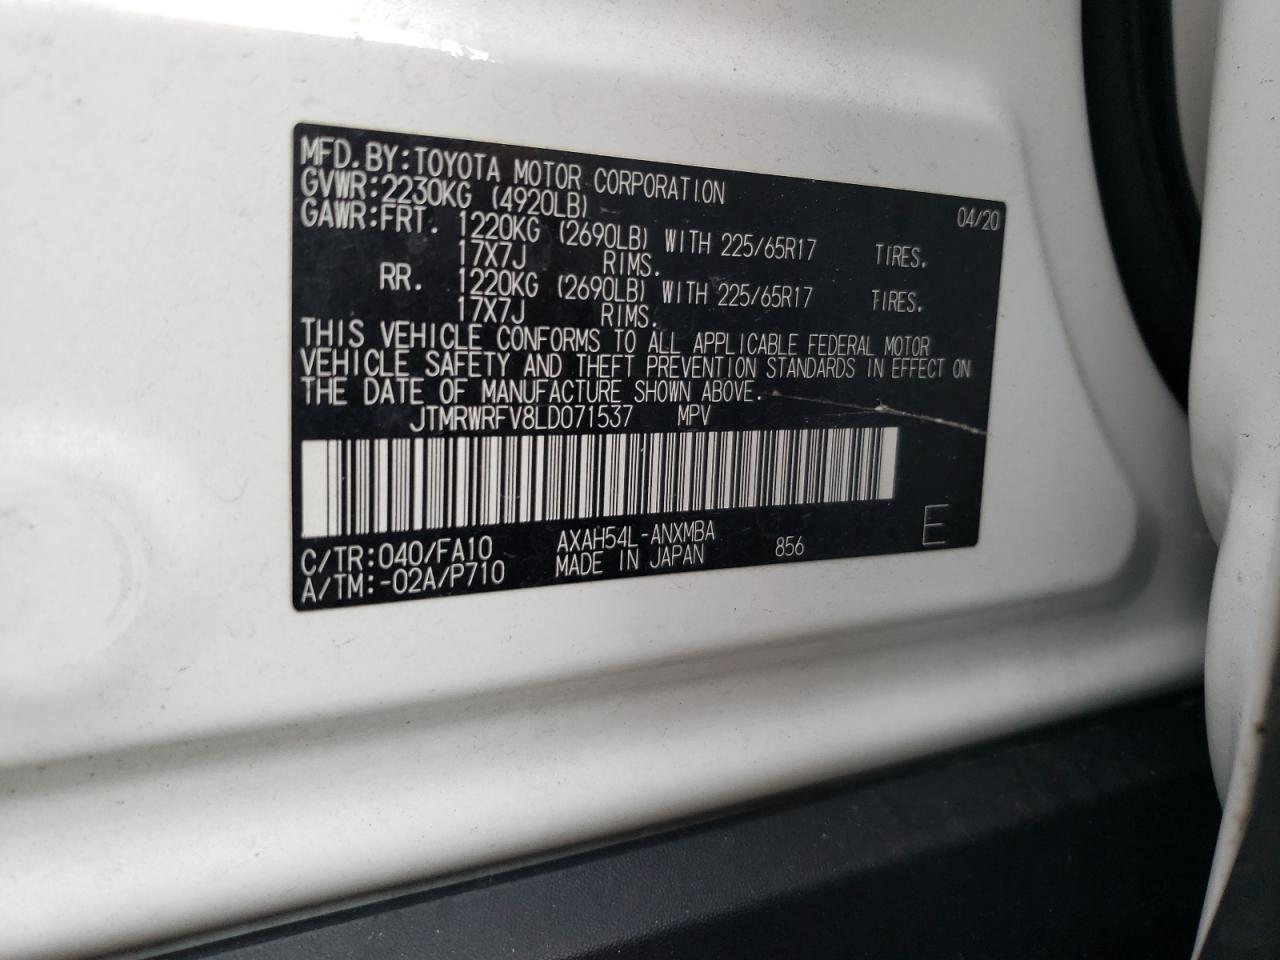 MFD.BY:TOYOTA MOTOR CORPORATION 04/20
GVWR:2230KG (4920LB)
GAWR:FRT. 1220KG (2690LB) WITH 225/65R17 TIRES.
17X7J RIMS.
RR. 1220KG (2690LB) WITH 225/65R17 TIRES.
17X7J RIMS.
THIS VEHICLE CONFORMS TO ALL APPLICABLE FEDERAL MOTOR
VEHICLE SAFETY AND THEFT PREVENTION STANDARDS IN EFFECT ON
THE DATE OF MANUFACTURE SHOWN ABOVE.
JTMRWRFV8LD071537 MPV
C/TR:040/FA10 AXAH54L-ANXMBA
A/TM:-02A/P710 MADE IN JAPAN 856 E